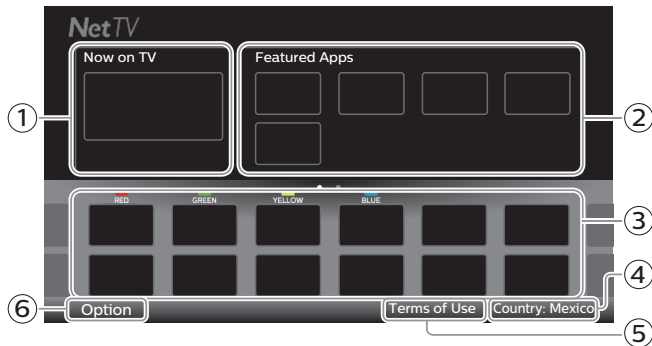 NetTV
Now on TV
Featured Apps
①
②
RED GREEN YELLOW BLUE
③
④
⑥
Option
Terms of Use
Country: Mexico
⑤